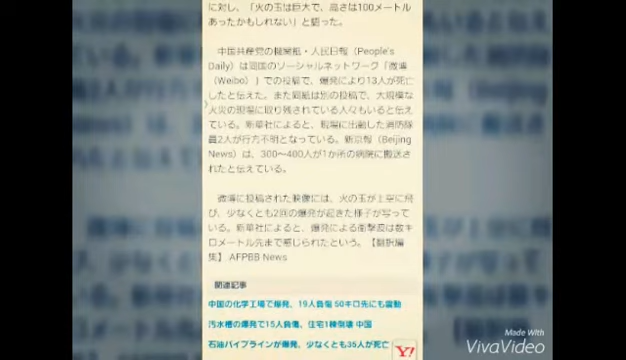 に対し、「火の玉は巨大で、高さは100メートル
あったかもしれない」と語った。
中国共産党の機関紙・人民日報（People's
Daily）は同国のソーシャルネットワーク「微博
（Weibo）」での投稿で、爆発により13人が死亡
したと伝えた。また同紙は別の投稿で、大規模な
火災の現場に取り残されている人々もいると伝え
ている。新華社によると、現場に出動した消防隊
員2人が行方不明となっている。新京報（Beijing
News）は、300～400人が1か所の病院に搬送さ
れたと伝えている。
微博に投稿された映像には、火の玉が上空に飛
び、少なくとも2回の爆発が起きた様子が写って
いる。新華社によると、爆発による衝撃波は数キ
ロメートル先まで感じられたという。【翻訳編
集】 AFPBB News
関連記事
中国の化学工場で爆発、19人負傷 50キロ先にも震動
汚水槽の爆発で15人負傷、住宅1棟倒壊 中国
石油パイプラインが爆発、少なくとも35人が死亡
Y!
Made With
VivaVideo